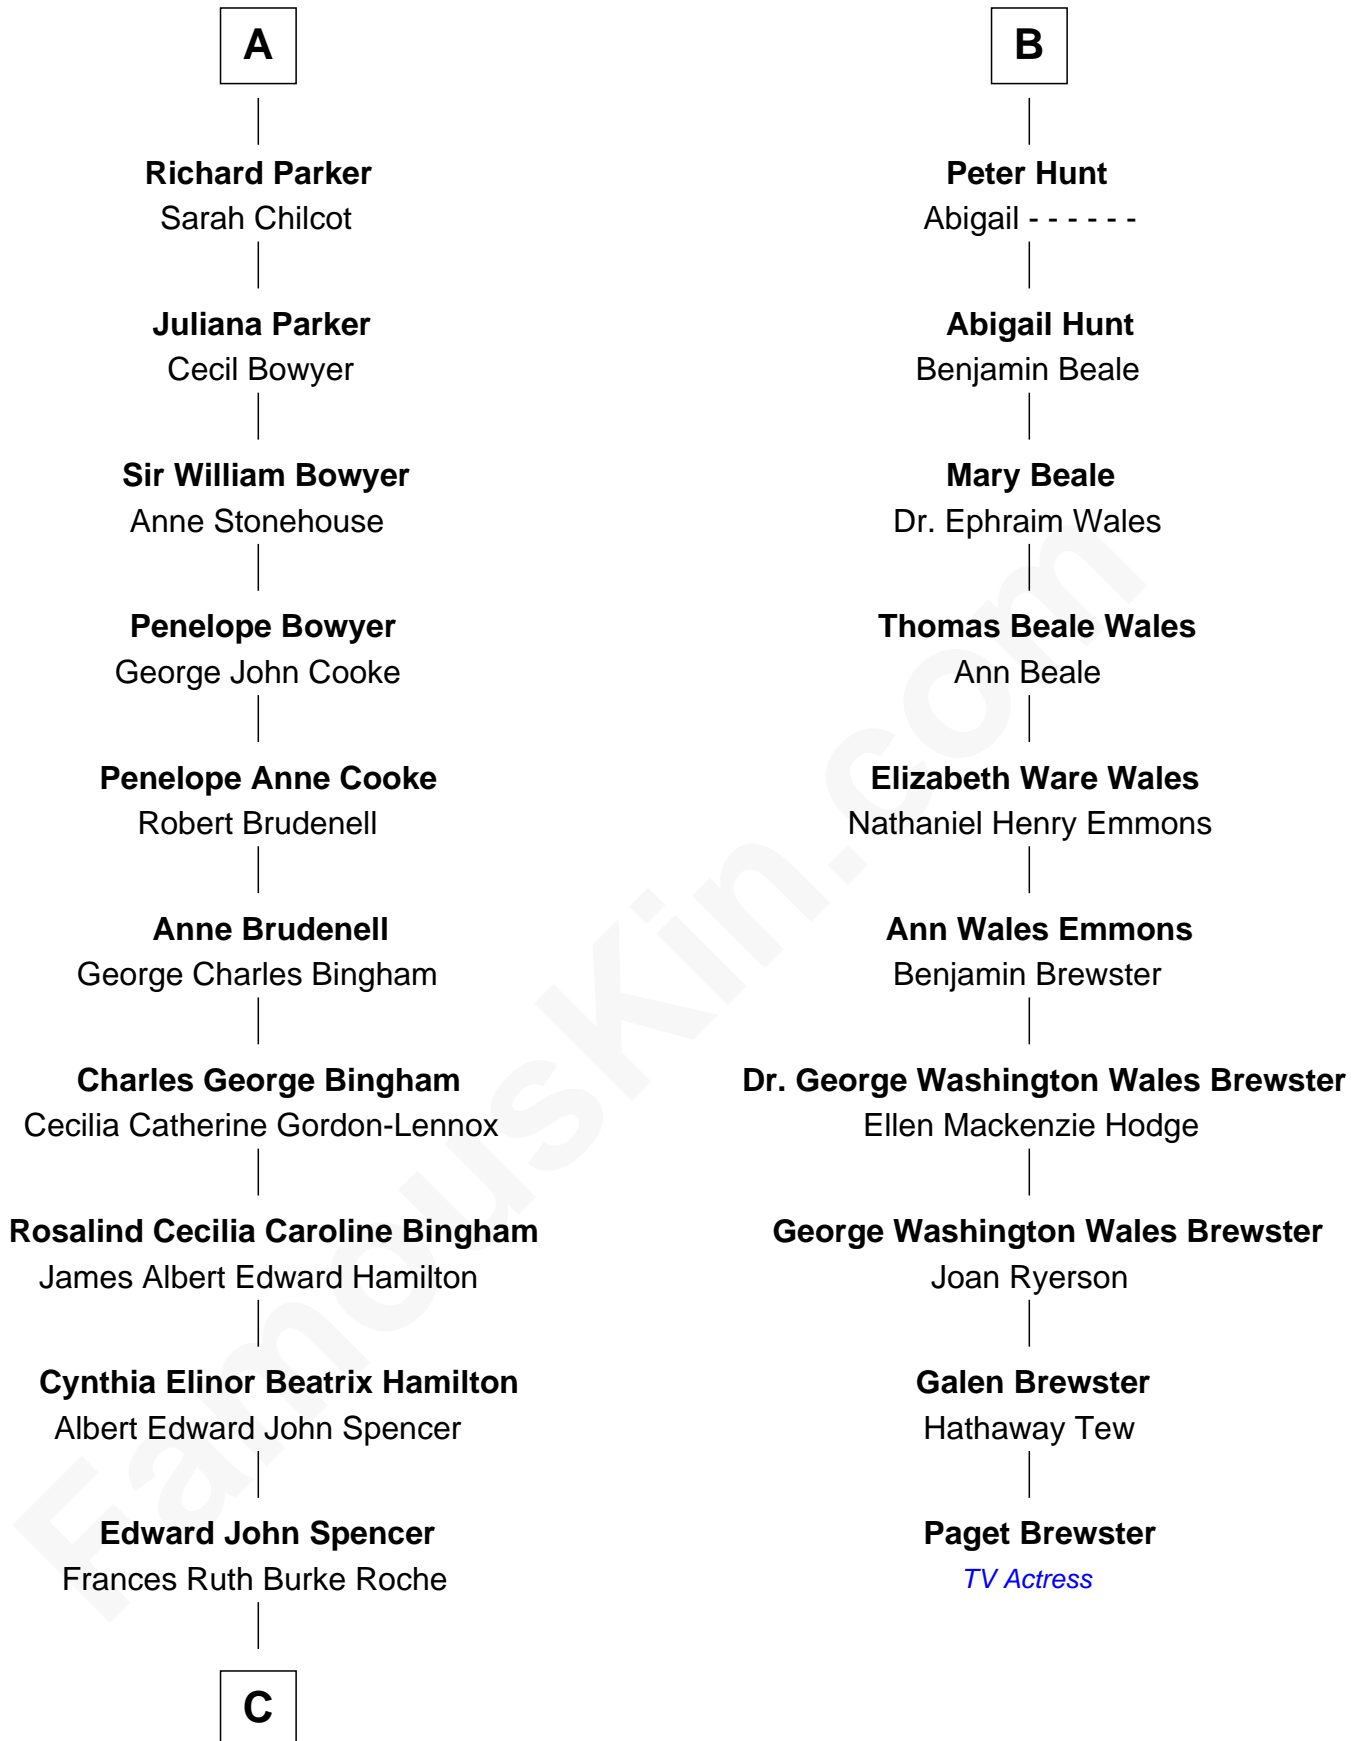 A
Richard Parker
Sarah Chilcot
Juliana Parker
Cecil Bowyer
Sir William Bowyer
Anne Stonehouse
Penelope Bowyer
George John Cooke
Penelope Anne Cooke
Robert Brudenell
Anne Brudenell
George Charles Bingham
Charles George Bingham
Cecilia Catherine Gordon-Lennox
Rosalind Cecilia Caroline Bingham
James Albert Edward Hamilton
Cynthia Elinor Beatrix Hamilton
Albert Edward John Spencer
Edward John Spencer
Frances Ruth Burke Roche
C
B
Peter Hunt
Abigail - - - - - -
Abigail Hunt
Benjamin Beale
Mary Beale
Dr. Ephraim Wales
Thomas Beale Wales
Ann Beale
Elizabeth Ware Wales
Nathaniel Henry Emmons
Ann Wales Emmons
Benjamin Brewster
Dr. George Washington Wales Brewster
Ellen Mackenzie Hodge
George Washington Wales Brewster
Joan Ryerson
Galen Brewster
Hathaway Tew
Paget Brewster
TV Actress
FamousKin.com